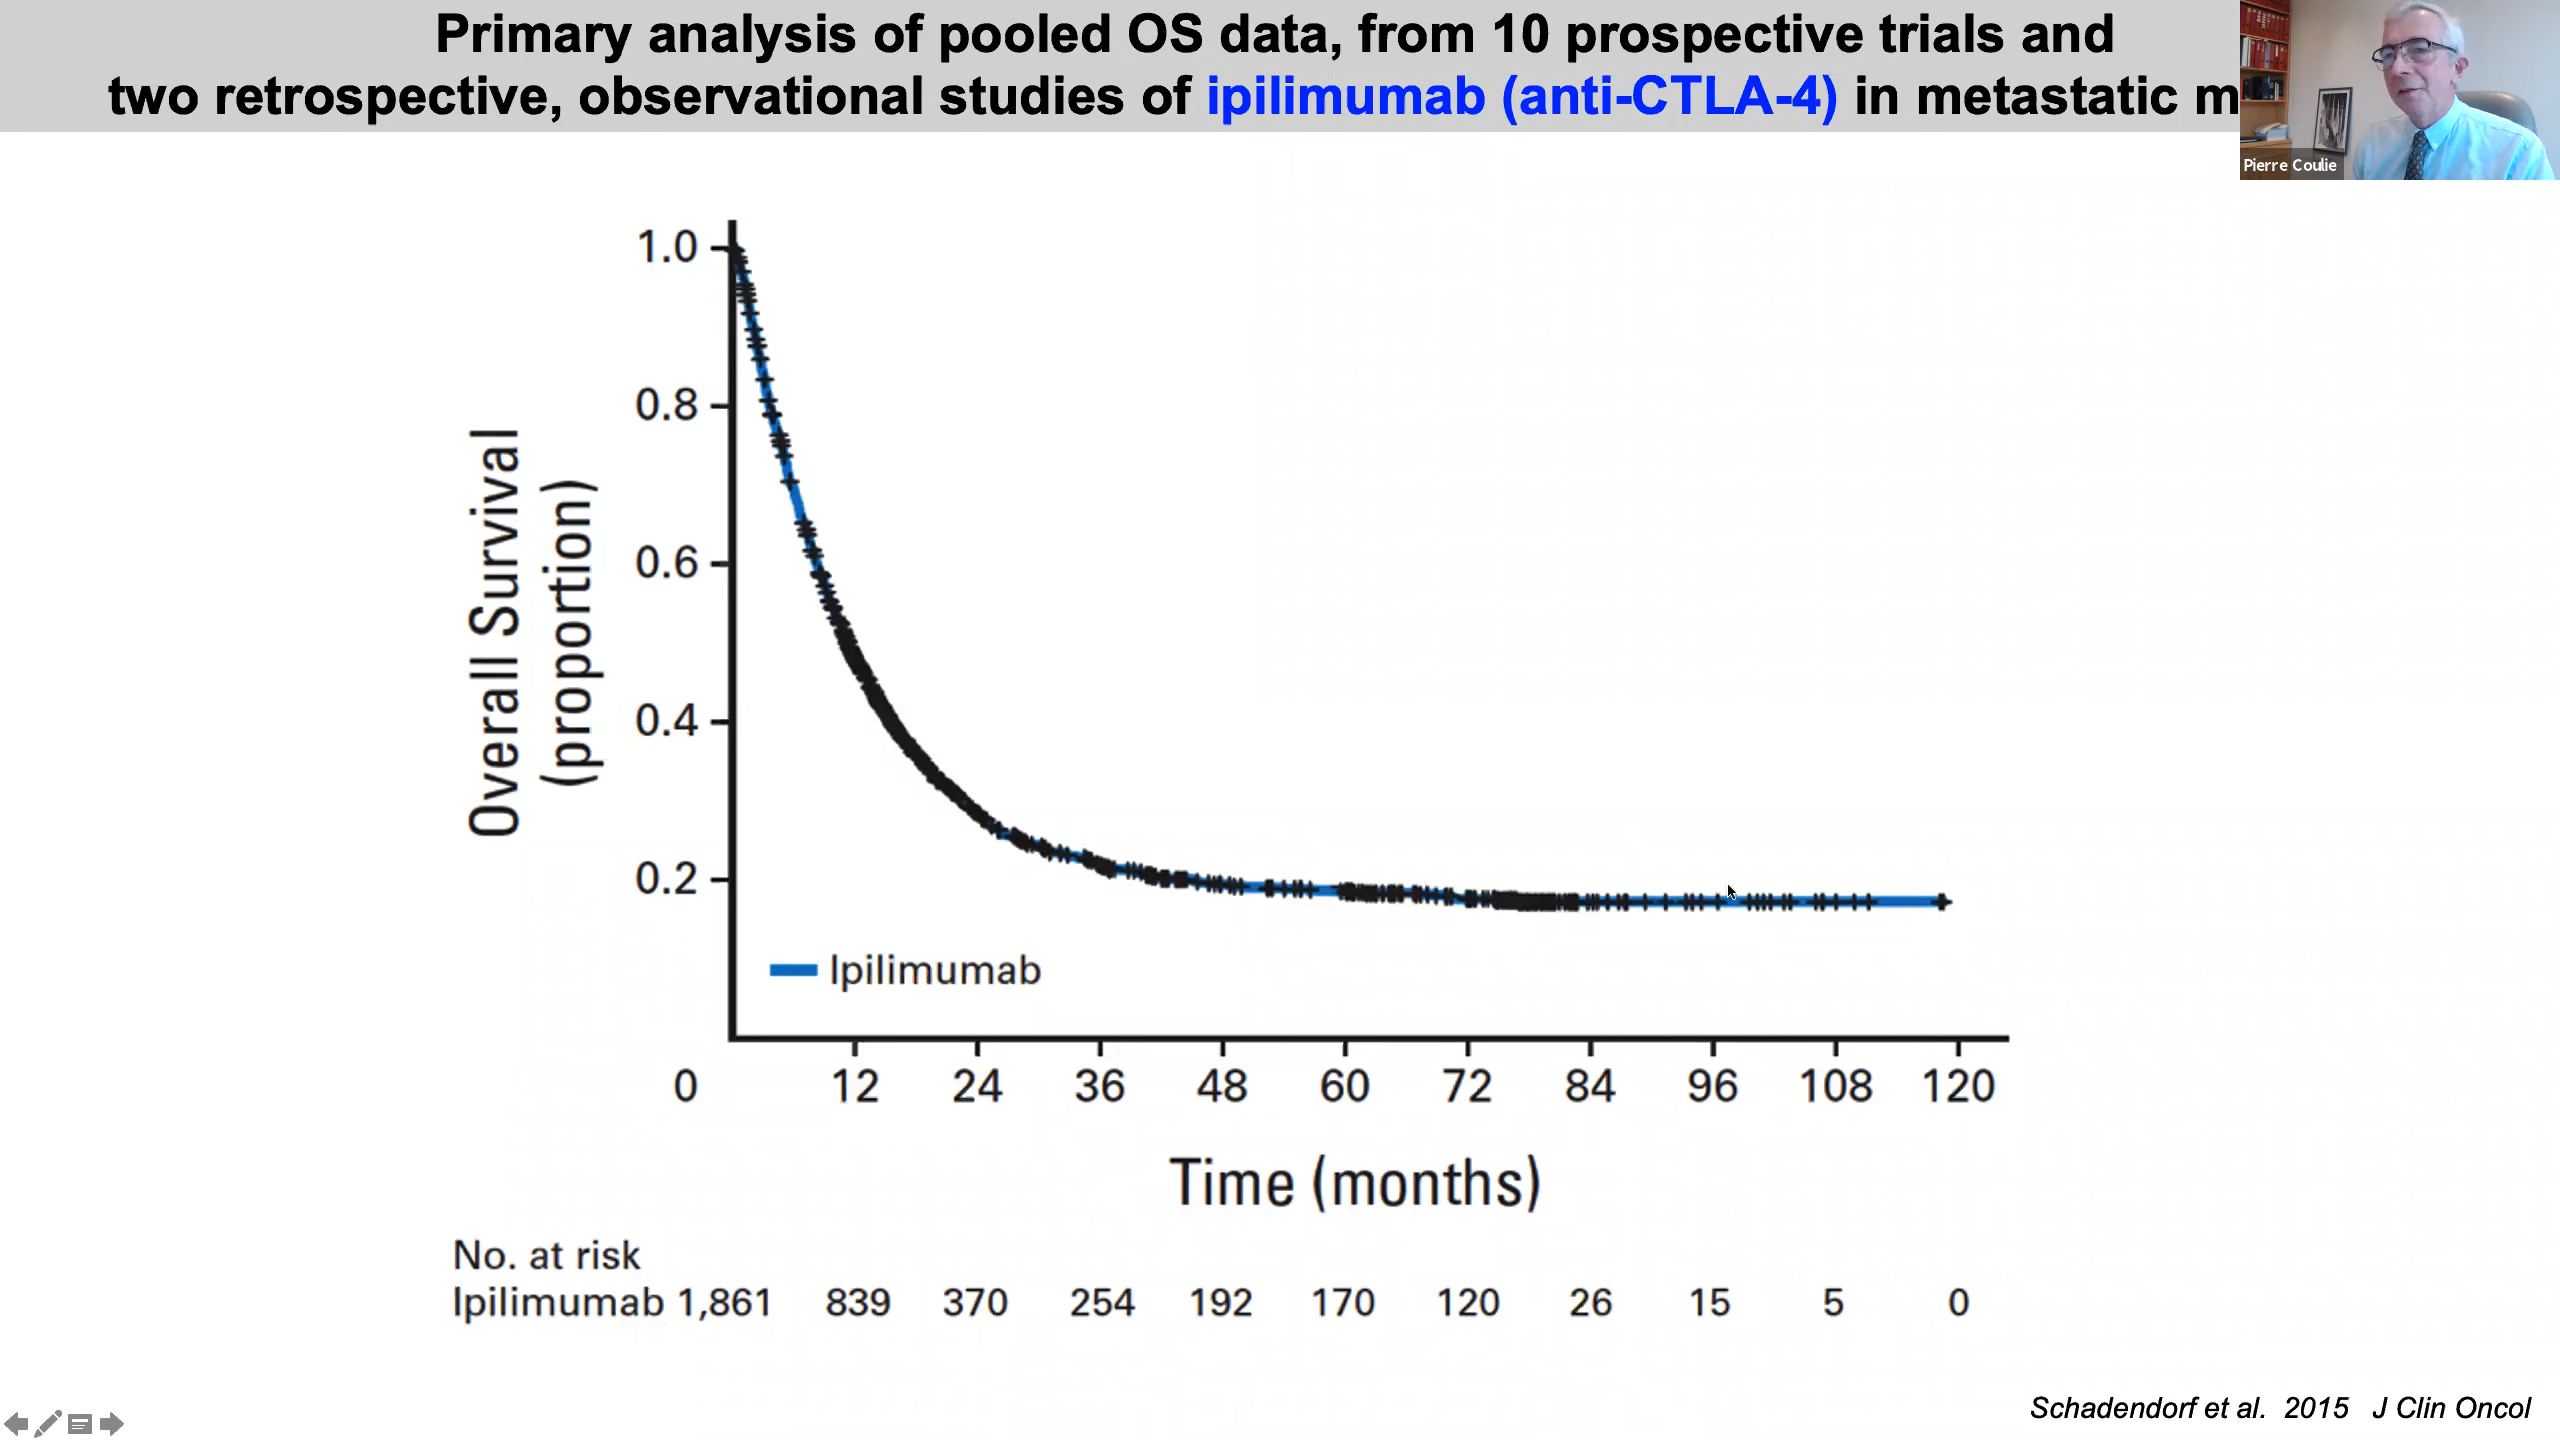 Primary analysis of pooled OS data, from 10 prospective trials and
two retrospective, observational studies of ipilimumab (anti-CTLA-4) in metastatic m
Pierre Coulie
Overall Survival
(proportion)
1.0
0.8
0.6
0.4
0.2
Ipilimumab
0 12 24 36 48 60 72 84 96 108 120
Time (months)
No. at risk
Ipilimumab 1,861 839 370 254 192 170 120 26 15 5 0
Schadendorf et al. 2015 J Clin Oncol